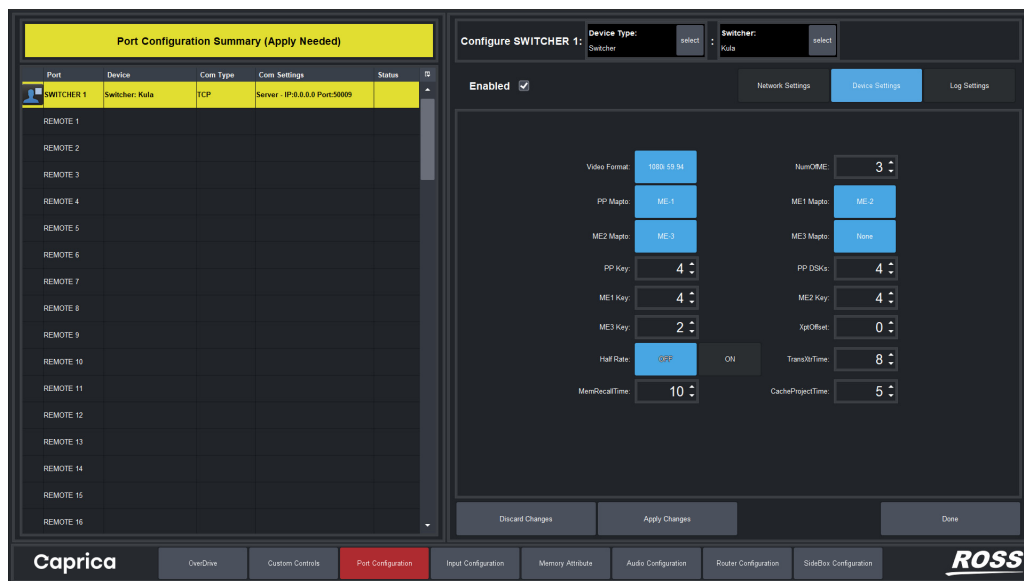 Port Configuration Summary (Apply Needed)
Port Device Com Type Com Settings Status
SWITCHER 1 Switcher: Kula TCP Server - IP:0.0.0.0 Port:50009
REMOTE 1
REMOTE 2
REMOTE 3
REMOTE 4
REMOTE 5
REMOTE 6
REMOTE 7
REMOTE 8
REMOTE 9
REMOTE 10
REMOTE 11
REMOTE 12
REMOTE 13
REMOTE 14
REMOTE 15
REMOTE 16
Configure SWITCHER 1: Device Type: Switcher select : Switcher: Kula select
Enabled Network Settings Device Settings Log Settings
Video Format: 1080i 59.94 NumOfME: 3
PP Mapto: ME-1 ME1 Mapto: ME-2
ME2 Mapto: ME-3 ME3 Mapto: None
PP Key: 4 PP DSKs: 4
ME1 Key: 4 ME2 Key: 4
ME3 Key: 2 XptOffset: 0
Half Rate: OFF ON TransXtrTime: 8
MemRecallTime: 10 CacheProjectTime: 5
Discard Changes Apply Changes Done
Caprica OverDrive Custom Controls Port Configuration Input Configuration Memory Attribute Audio Configuration Router Configuration SideBox Configuration ROSS